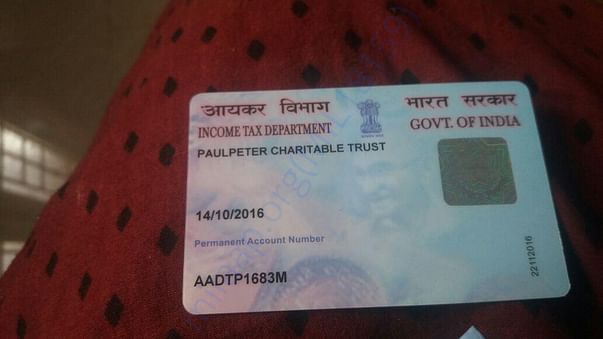 आयकर विभाग भारत सरकार
INCOME TAX DEPARTMENT GOVT. OF INDIA
PAULPETER CHARITABLE TRUST
14/10/2016
Permanent Account Number
AADTP1683M
22112016